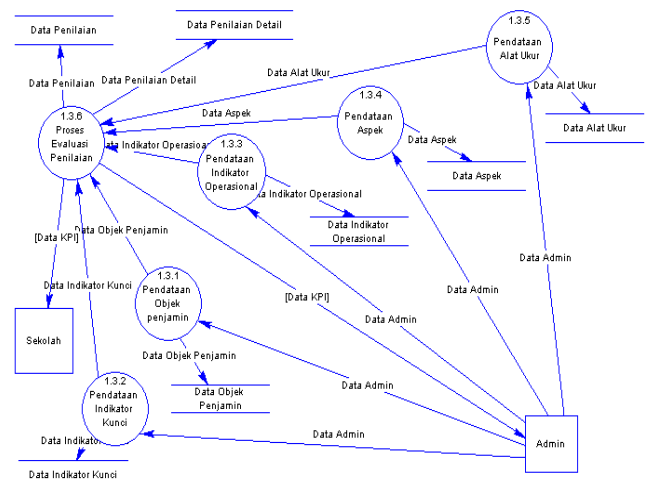 1.3.5
Pendataan
Alat Ukur
Data Penilaian
Data Penilaian Detail
Data Alat Ukur
Data Penilaian
Data Penilaian Detail
Data Alat Ukur
1.3.4
Pendataan
Aspek
Data Aspek
1.3.6
Proses
Evaluasi
Penilaian
Data Alat Ukur
Data Aspek
1.3.3
Pendataan
Indikator
Operasional
ata Indikator Operasiona
Data Aspek
ata Indikator Operasional
Data Indikator
Operasional
[Data KPI]
Data Objek Penjamin
1.3.1
Pendataan
Objek
penjamin
Data Indikator Kunci
[Data KPI]
Data Admin
Data Admin
Data Admin
Sekolah
Data Objek Penjamin
1.3.2
Pendataan
Indikator
Kunci
Data Objek
Penjamin
Data Admin
Data Admin
Admin
Data Indikator
Data Indikator Kunci